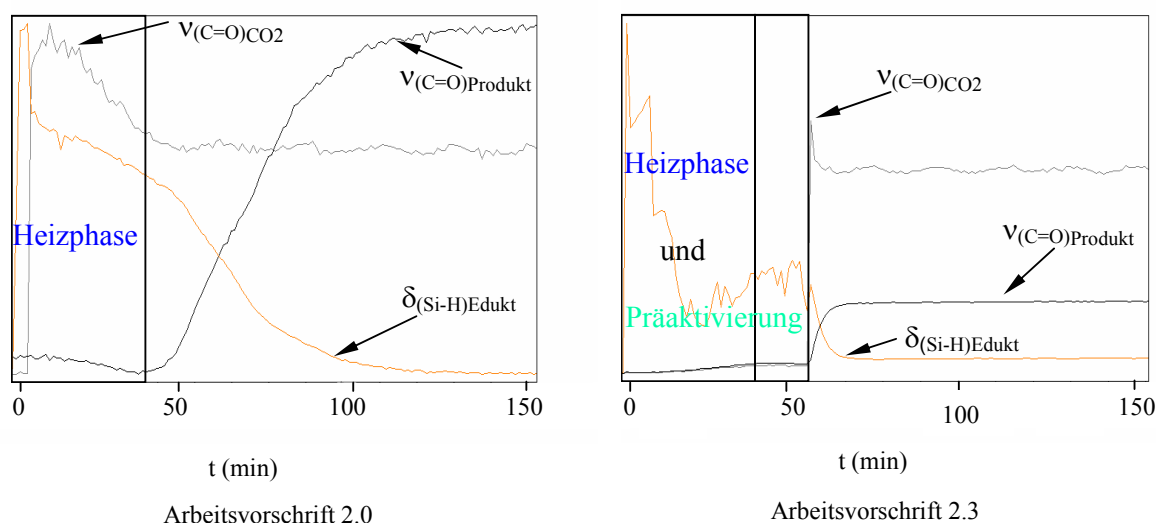 ν(C=O)CO2
ν(C=O)Produkt
Heizphase
δ(Si-H)Edukt
0
50
100
150
t (min)
Arbeitsvorschrift 2.0
ν(C=O)CO2
Heizphase
und
ν(C=O)Produkt
Präaktivierung
δ(Si-H)Edukt
0
50
100
150
t (min)
Arbeitsvorschrift 2.3